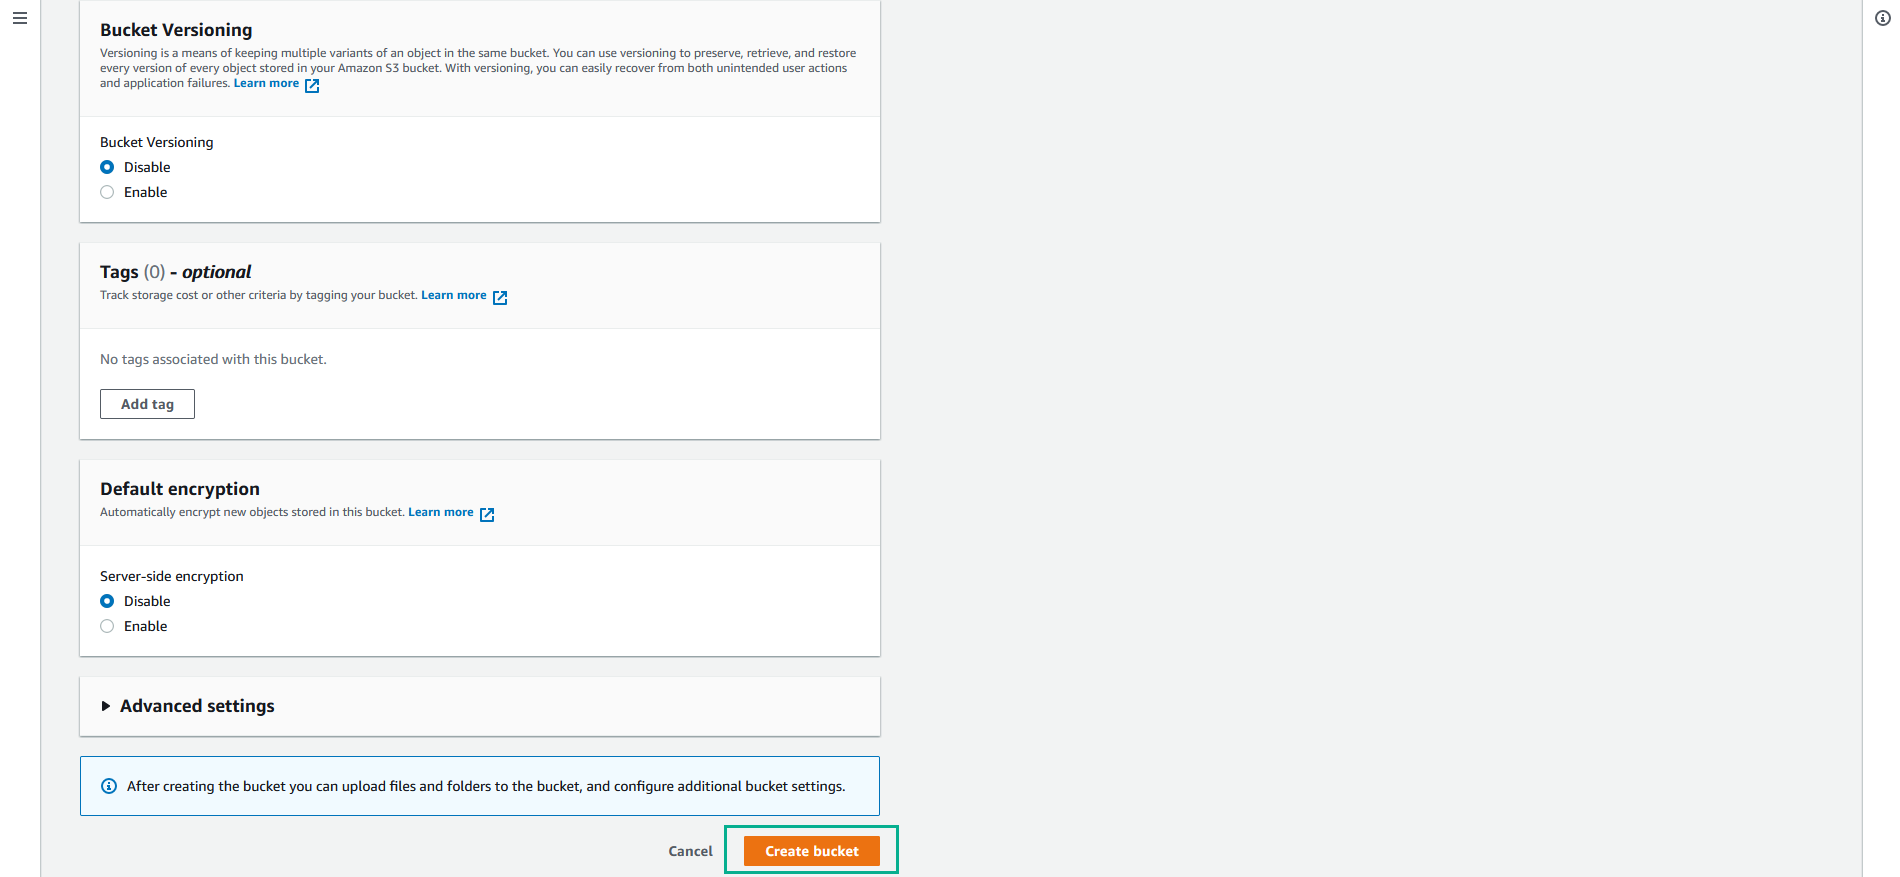 Bucket Versioning
Versioning is a means of keeping multiple variants of an object in the same bucket. You can use versioning to preserve, retrieve, and restore
every version of every object stored in your Amazon S3 bucket. With versioning, you can easily recover from both unintended user actions
and application failures. Learn more
Bucket Versioning
Disable
Enable
Tags (0) - optional
Track storage cost or other criteria by tagging your bucket. Learn more
No tags associated with this bucket.
Add tag
Default encryption
Automatically encrypt new objects stored in this bucket. Learn more
Server-side encryption
Disable
Enable
Advanced settings
After creating the bucket you can upload files and folders to the bucket, and configure additional bucket settings.
Cancel
Create bucket